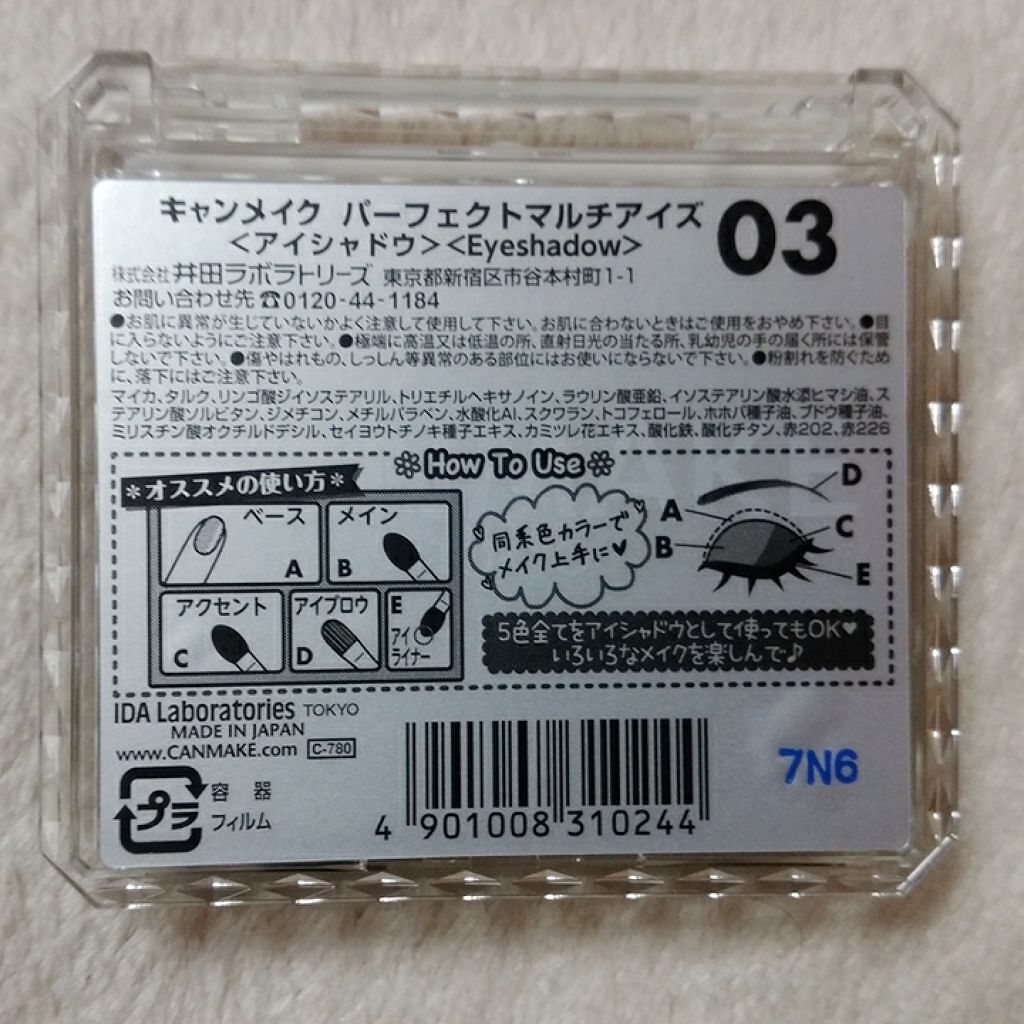 キャンメイク パーフェクトマルチアイズ 03
<アイシャドウ><Eyeshadow>
株式会社 井田ラボラトリーズ 東京都新宿区市谷本村町1-1
お問い合わせ先 ☎0120-44-1184
●お肌に異常が生じていないかよく注意して使用して下さい。お肌に合わないときはご使用をおやめ下さい。●目
に入らないようにご注意下さい。●極端に高温又は低温の所、直射日光の当たる所、乳幼児の手の届く所には保管
しないで下さい。●傷やはれもの、しっしん等異常のある部位にはお使いにならないで下さい。●粉割れを防ぐため
に、落下にはご注意下さい。
マイカ、タルク、リンゴ酸ジイソステアリル、トリエチルヘキサノイン、ラウリン酸亜鉛、イソステアリン酸水添ヒマシ油、ス
テアリン酸ソルビタン、ジメチコン、メチルパラベン、水酸化Al、スクワラン、トコフェロール、ホホバ種子油、ブドウ種子油、
ミリスチン酸オクチルドデシル、セイヨウトチノキ種子エキス、カミツレ花エキス、酸化鉄、酸化チタン、赤202、赤226
How To Use
*オススメの使い方*
ベース
A
メイン
B
アクセント
C
アイブロウ
D
E
アイ
ライナー
同系色カラーで
メイク上手に♥
A
B
D
C
E
5色全てをアイシャドウとして使ってもOK♥
いろいろなメイクを楽しんで♪
IDA Laboratories TOKYO
MADE IN JAPAN
www.CANMAKE.com C-780
プラ
容器
フィルム
4 901008 310244
7N6